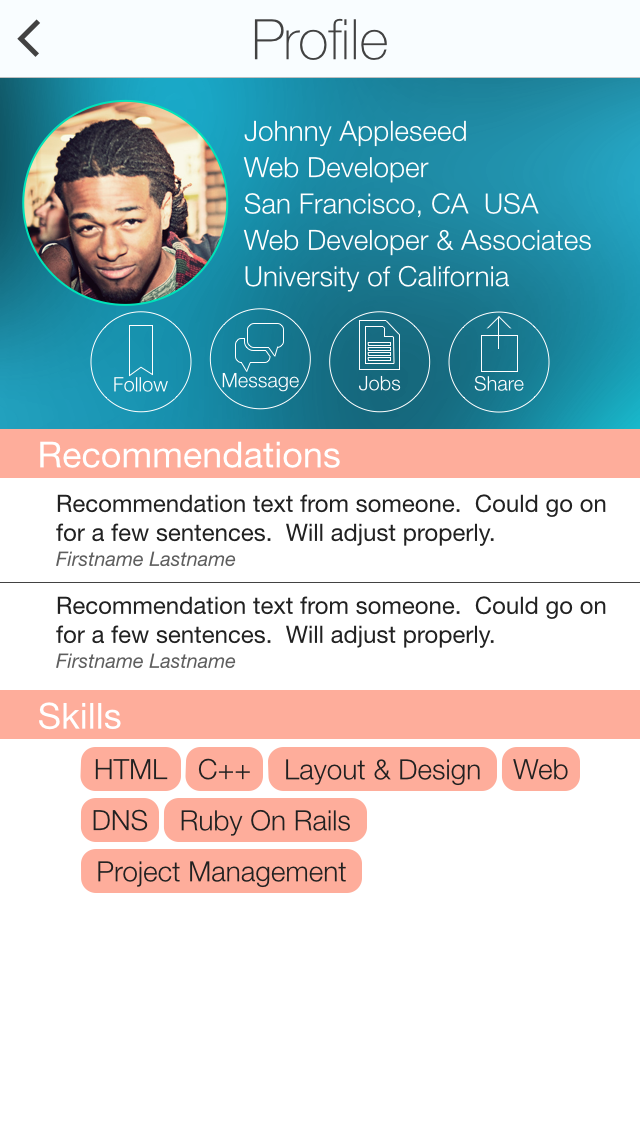 Profile
Johnny Appleseed
Web Developer
San Francisco, CA  USA
Web Developer & Associates
University of California
Follow
Message
Jobs
Share
Recommendations
Recommendation text from someone.  Could go on
for a few sentences.  Will adjust properly.
Firstname Lastname
Recommendation text from someone.  Could go on
for a few sentences.  Will adjust properly.
Firstname Lastname
Skills
HTML C++ Layout & Design Web
DNS Ruby On Rails
Project Management